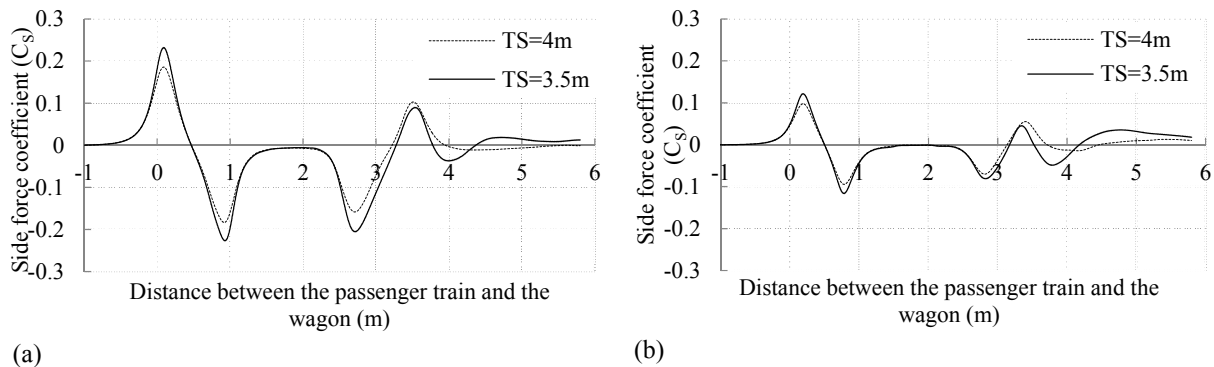 0.3
0.2
0.1
0
-0.1
-0.2
-0.3
-1 0 1 2 3 4 5 6
Side force coefficient (CS)
TS=4m
TS=3.5m
Distance between the passenger train and the
wagon (m)
(a)
0.3
0.2
0.1
0
-0.1
-0.2
-0.3
-1 0 1 2 3 4 5 6
Side force coefficient
(CS)
TS=4m
TS=3.5m
Distance between the passenger train and the
wagon (m)
(b)